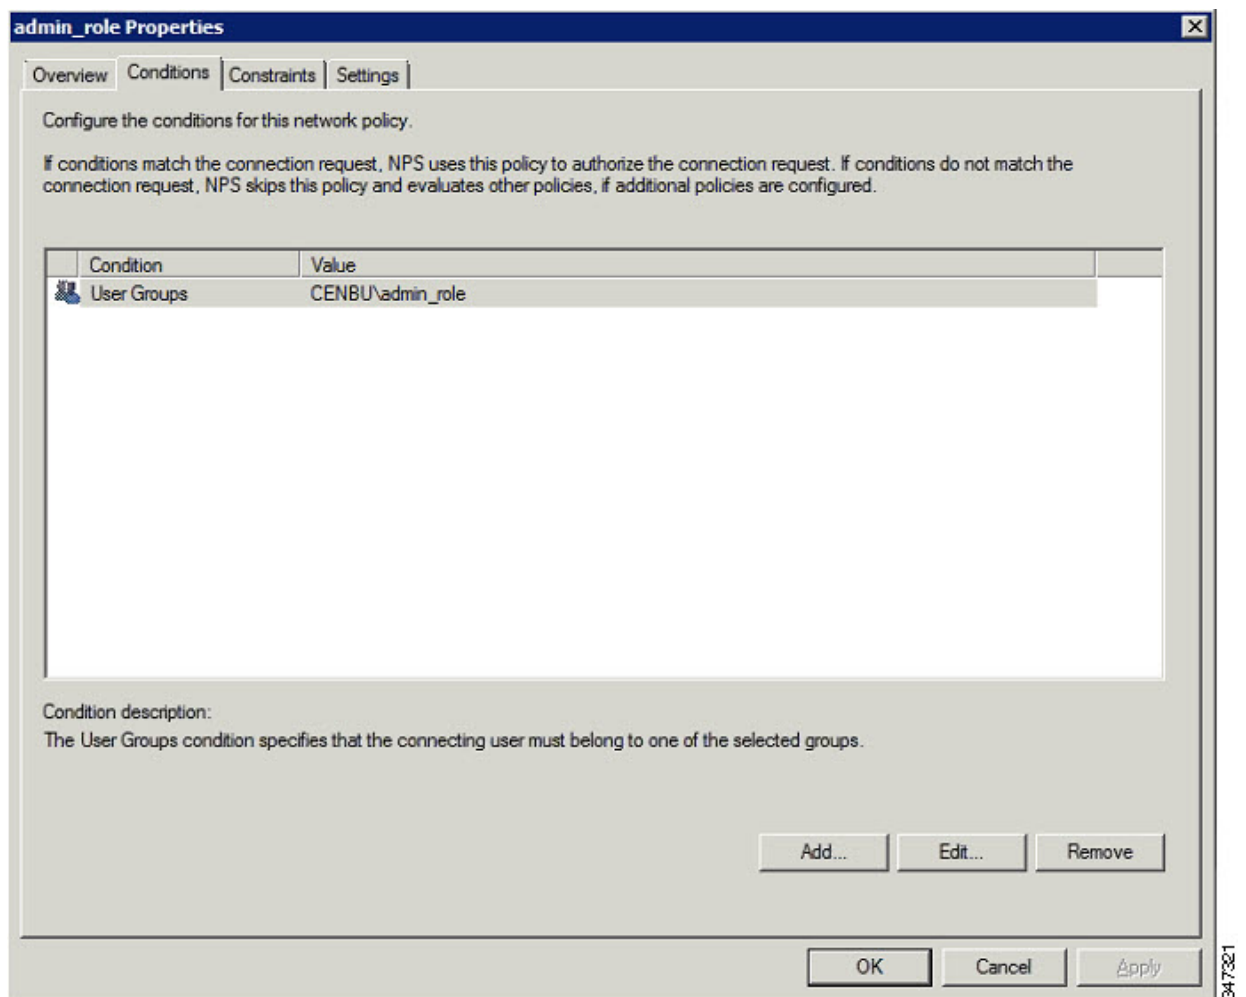 admin_role Properties
Overview Conditions Constraints Settings
Configure the conditions for this network policy.
If conditions match the connection request, NPS uses this policy to authorize the connection request. If conditions do not match the
connection request, NPS skips this policy and evaluates other policies, if additional policies are configured.
Condition Value
User Groups CENBU\admin_role
Condition description:
The User Groups condition specifies that the connecting user must belong to one of the selected groups.
Add... Edit... Remove
OK Cancel Apply
347321